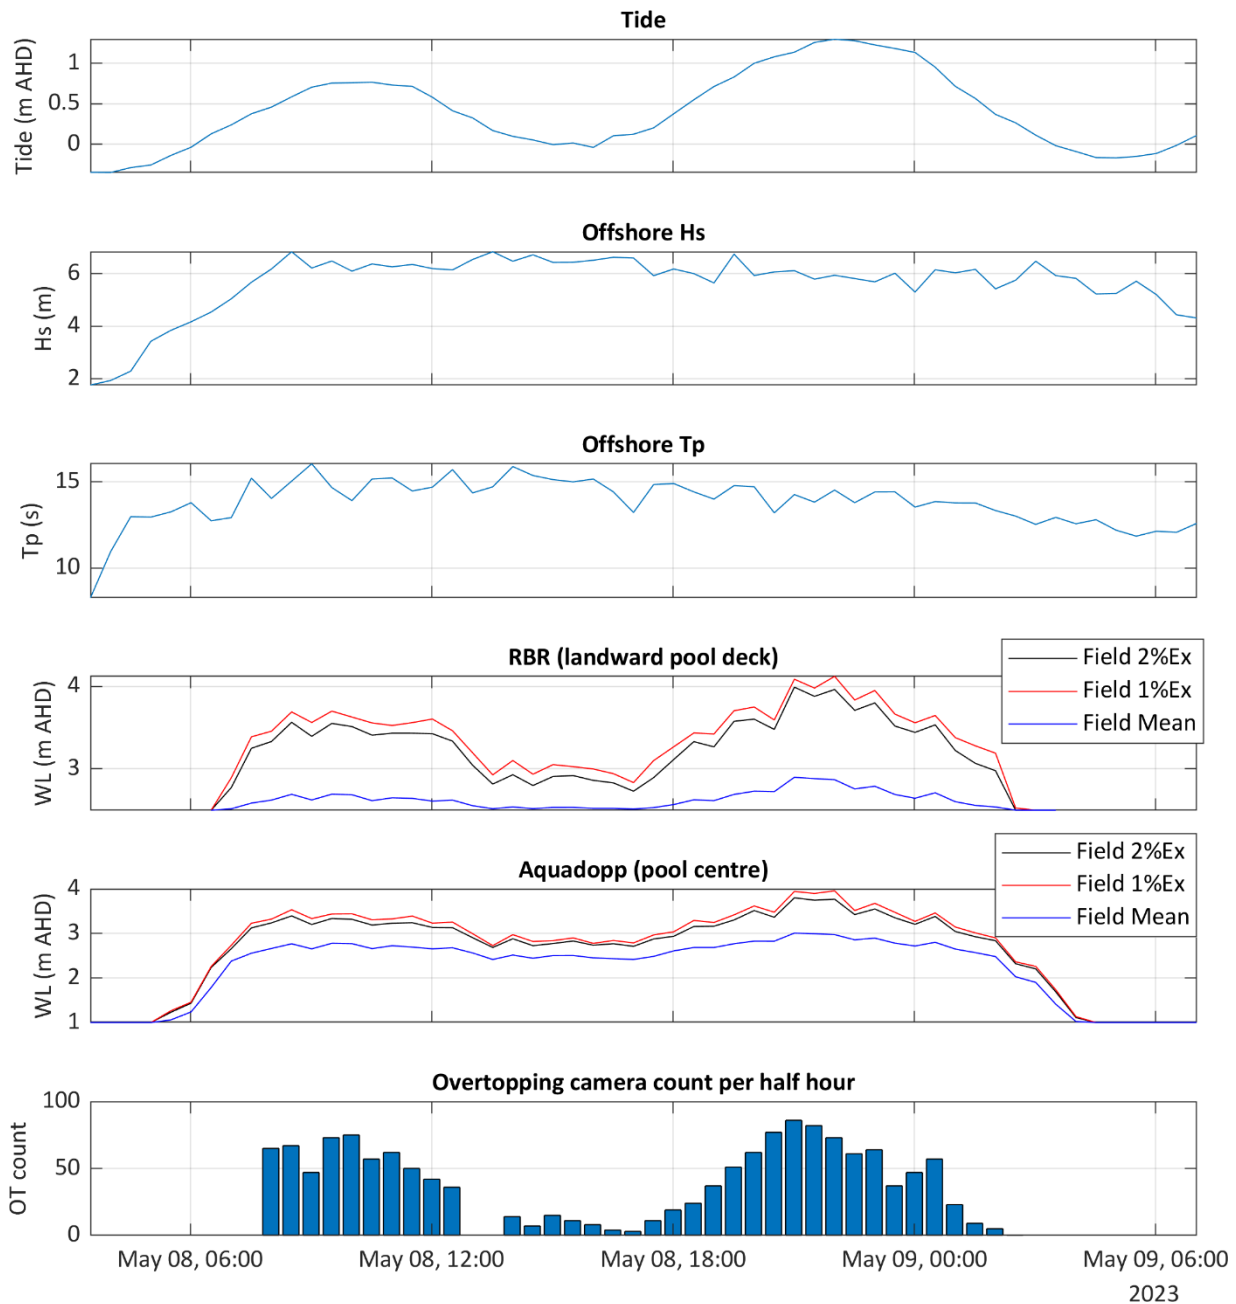 Tide
Tide (m AHD)
1
0.5
0
Offshore Hs
Hs (m)
6
4
2
Offshore Tp
Tp (s)
15
10
RBR (landward pool deck)
WL (m AHD)
4
3
Field 2%Ex
Field 1%Ex
Field Mean
Aquadopp (pool centre)
WL (m AHD)
4
3
2
1
Field 2%Ex
Field 1%Ex
Field Mean
Overtopping camera count per half hour
OT count
100
50
0
May 08, 06:00 May 08, 12:00 May 08, 18:00 May 09, 00:00 May 09, 06:00
2023